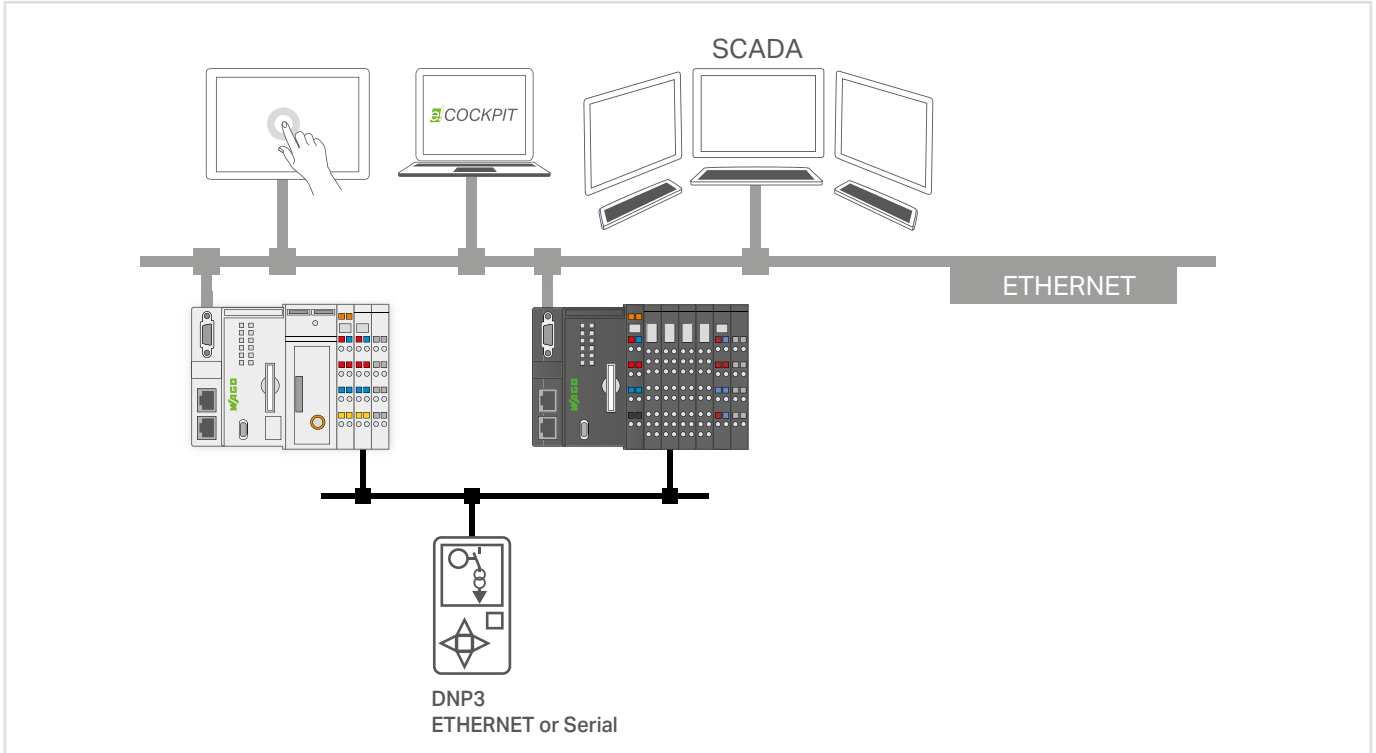 SCADA
e!COCKPIT
ETHERNET
WAGO
WAGO
DNP3
ETHERNET or Serial